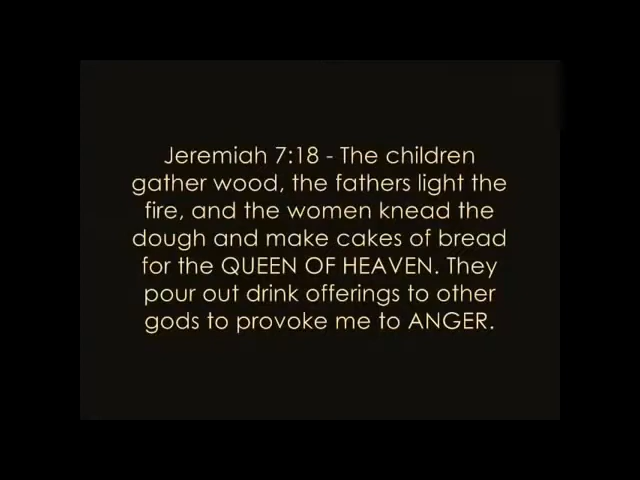 Jeremiah 7:18 - The children
gather wood, the fathers light the
fire, and the women knead the
dough and make cakes of bread
for the QUEEN OF HEAVEN. They
pour out drink offerings to other
gods to provoke me to ANGER.